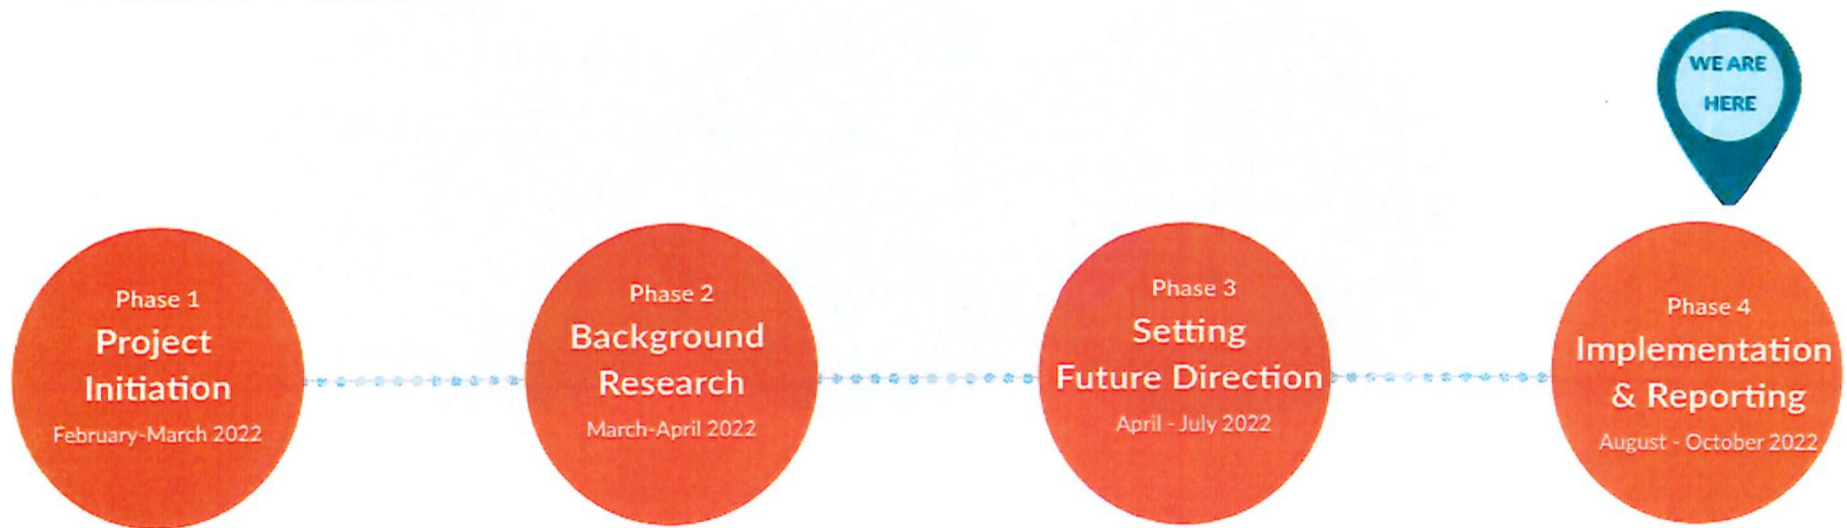 WE ARE
HERE
Phase 1
Project
Initiation
February-March 2022
Phase 2
Background
Research
March-April 2022
Phase 3
Setting
Future Direction
April - July 2022
Phase 4
Implementation
& Reporting
August - October 2022